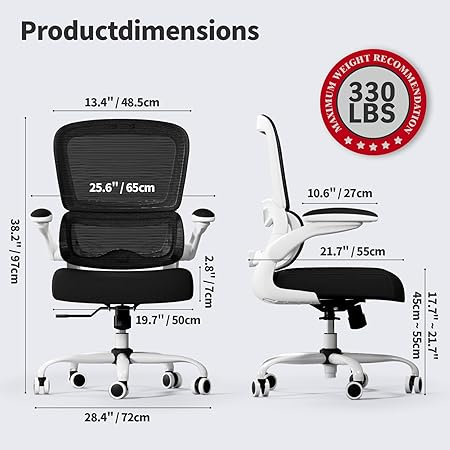 Productdimensions
MAXIMUM WEIGHT RECOMMENDATION
330
LBS
13.4" / 48.5cm
25.6" / 65cm
10.6" / 27cm
38.2" / 97cm
21.7" / 55cm
2.8" / 7cm
17.7" ~ 21.7"
45cm ~ 55cm
19.7" / 50cm
28.4" / 72cm